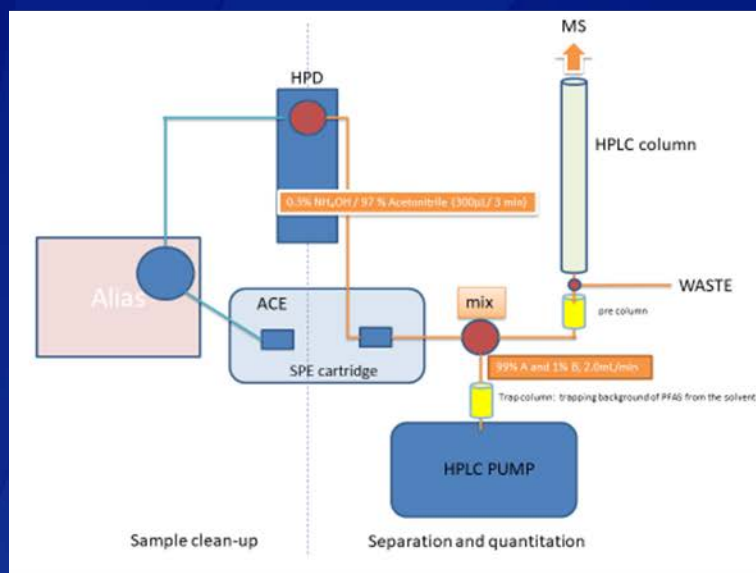 MS
HPD
HPLC column
0.3% NH₄OH / 97 % Acetonitrile (300µL/ 3 min)
Alias
ACE
mix
WASTE
pre column
SPE cartridge
99% A and 1% B, 2.0mL/min
Trap column: trapping background of PFAS from the solvent
HPLC PUMP
Sample clean-up
Separation and quantitation